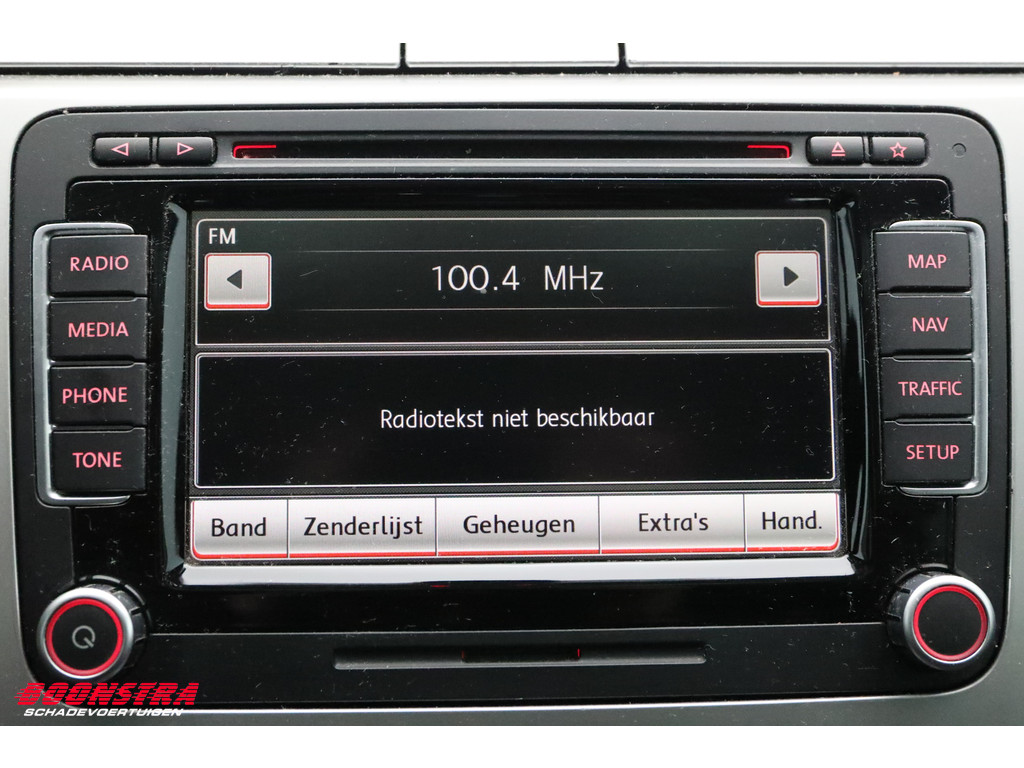 FM
100.4 MHz
Radiotekst niet beschikbaar
Band Zenderlijst Geheugen Extra's Hand.
RADIO
MEDIA
PHONE
TONE
MAP
NAV
TRAFFIC
SETUP
BOONSTRA
SCHADEVOERTUIGEN